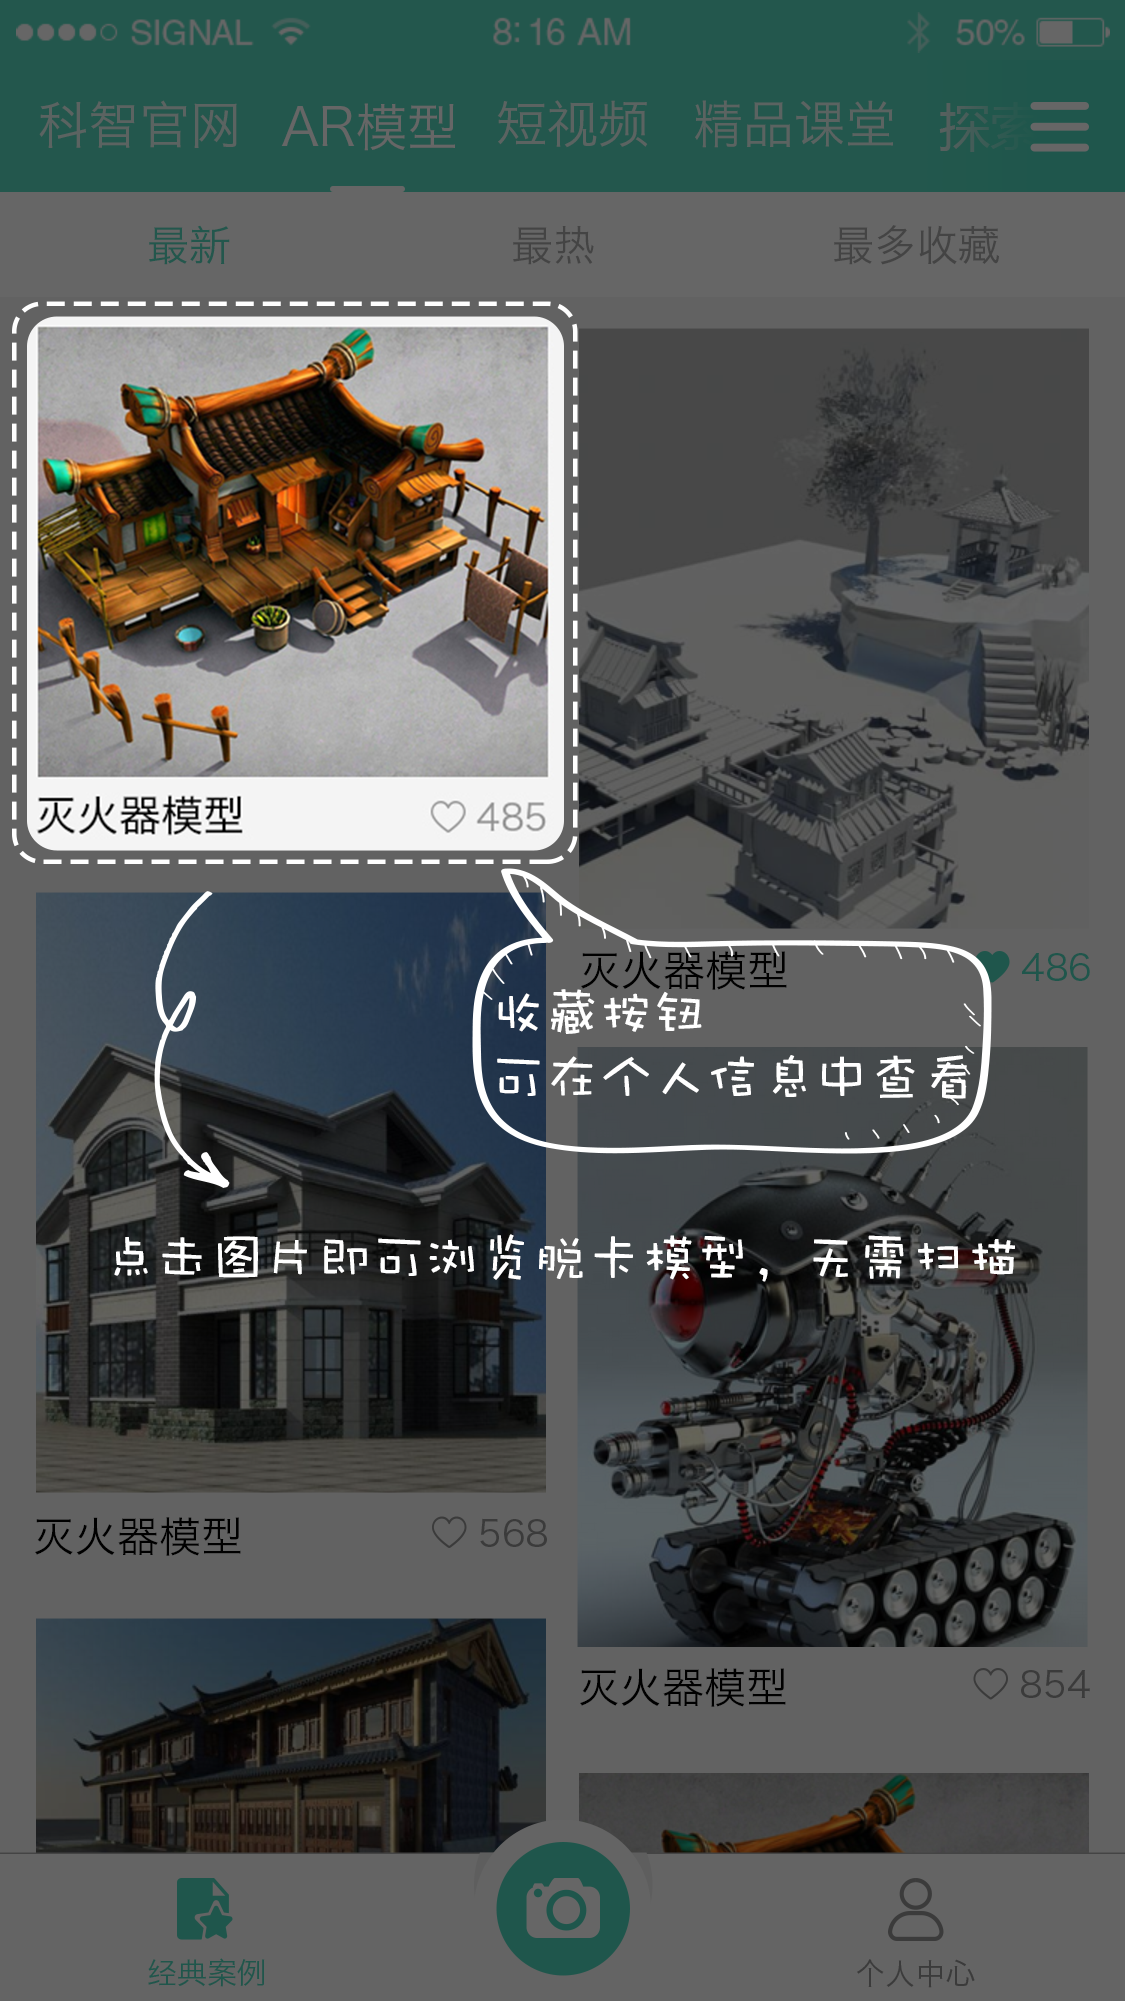 SIGNAL 8:16 AM 50%
科智官网 AR模型 短视频 精品课堂 探索
最新 最热 最多收藏
灭火器模型 485
灭火器模型 486
收藏按钮
可在个人信息中查看
点击图片即可浏览脱卡模型，无需扫描
灭火器模型 568
灭火器模型 854
经典案例 个人中心